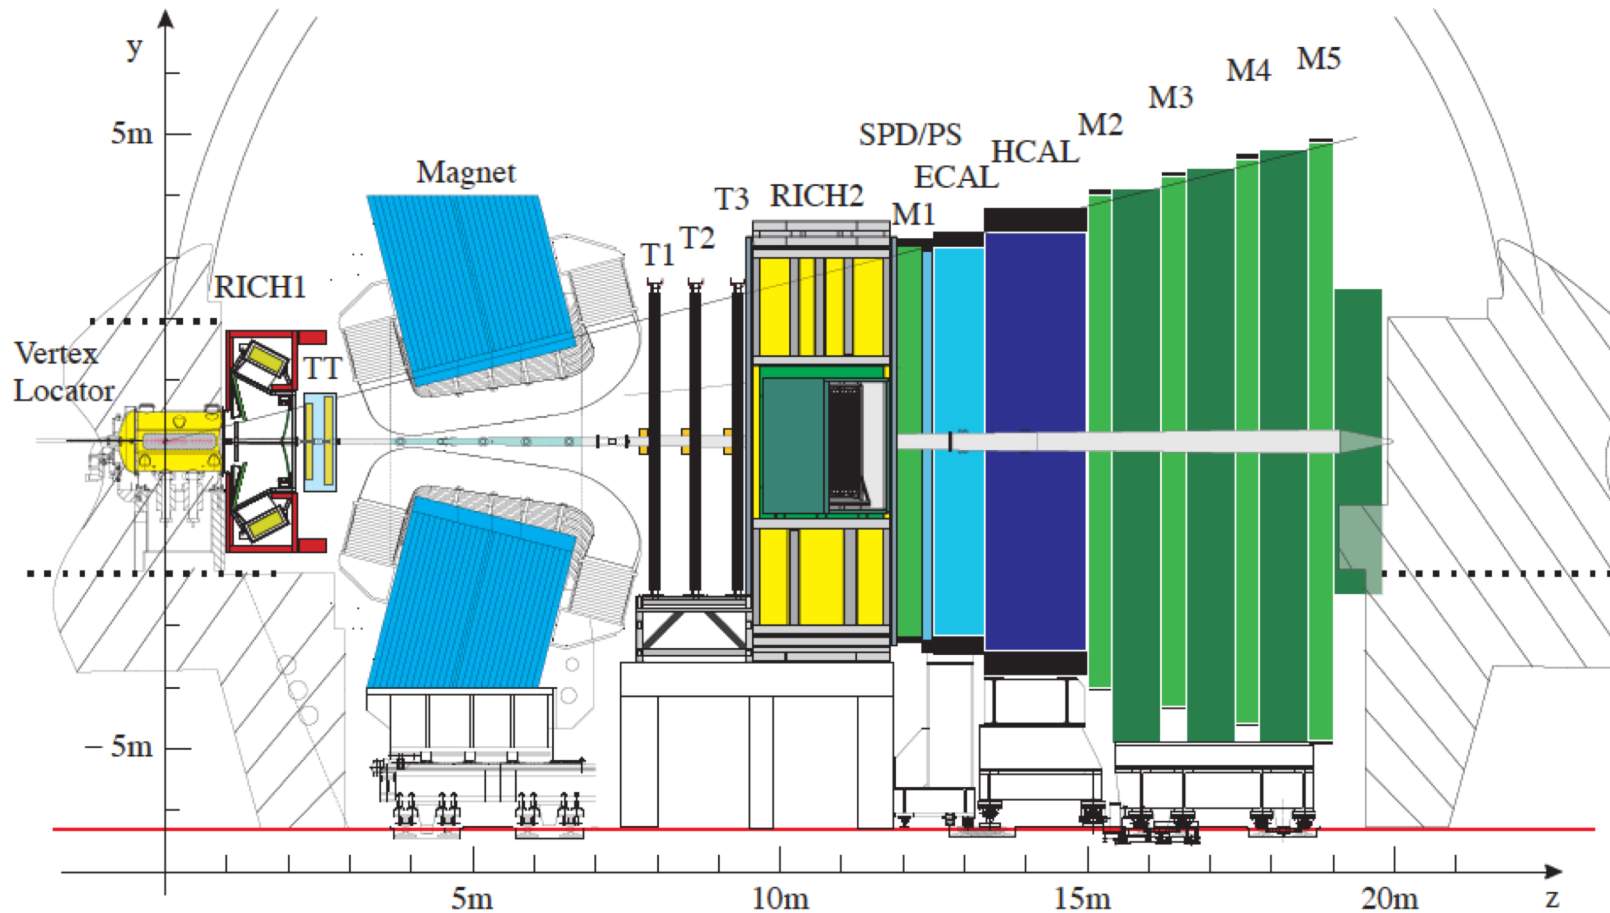 y
5m
Magnet
RICH1
Vertex
Locator
TT
T1
T2
T3
RICH2
M1
SPD/PS
ECAL
HCAL
M2
M3
M4
M5
– 5m
5m
10m
15m
20m
z